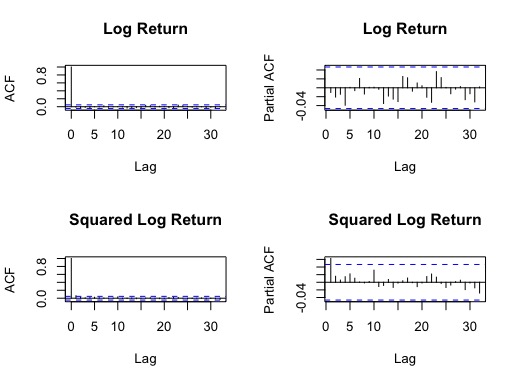 Log Return
Log Return
ACF
0.0 0.8
0 5 10 20 30
Lag
Partial ACF
-0.04
0 5 10 20 30
Lag
Squared Log Return
Squared Log Return
ACF
0.0 0.8
0 5 10 20 30
Lag
Partial ACF
-0.04
0 5 10 20 30
Lag